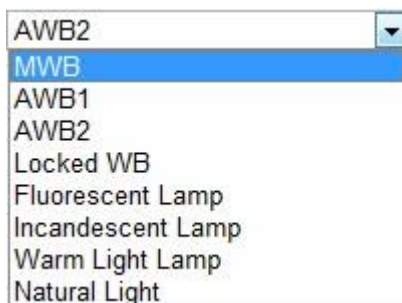 AWB2
MWB
AWB1
AWB2
Locked WB
Fluorescent Lamp
Incandescent Lamp
Warm Light Lamp
Natural Light